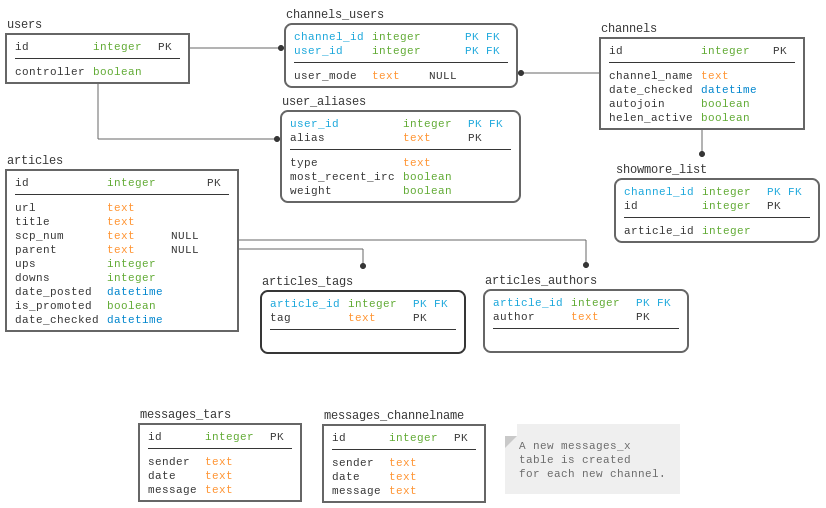 users
id integer PK
controller boolean
channels_users
channel_id integer PK FK
user_id integer PK FK
user_mode text NULL
channels
id integer PK
channel_name text
date_checked datetime
autojoin boolean
helen_active boolean
user_aliases
user_id integer PK FK
alias text PK
type text
most_recent_irc boolean
weight boolean
articles
id integer PK
url text
title text
scp_num text NULL
parent text NULL
ups integer
downs integer
date_posted datetime
is_promoted boolean
date_checked datetime
showmore_list
channel_id integer PK FK
id integer PK
article_id integer
articles_tags
article_id integer PK FK
tag text PK
articles_authors
article_id integer PK FK
author text PK
messages_tars
id integer PK
sender text
date text
message text
messages_channelname
id integer PK
sender text
date text
message text
A new messages_x
table is created
for each new channel.